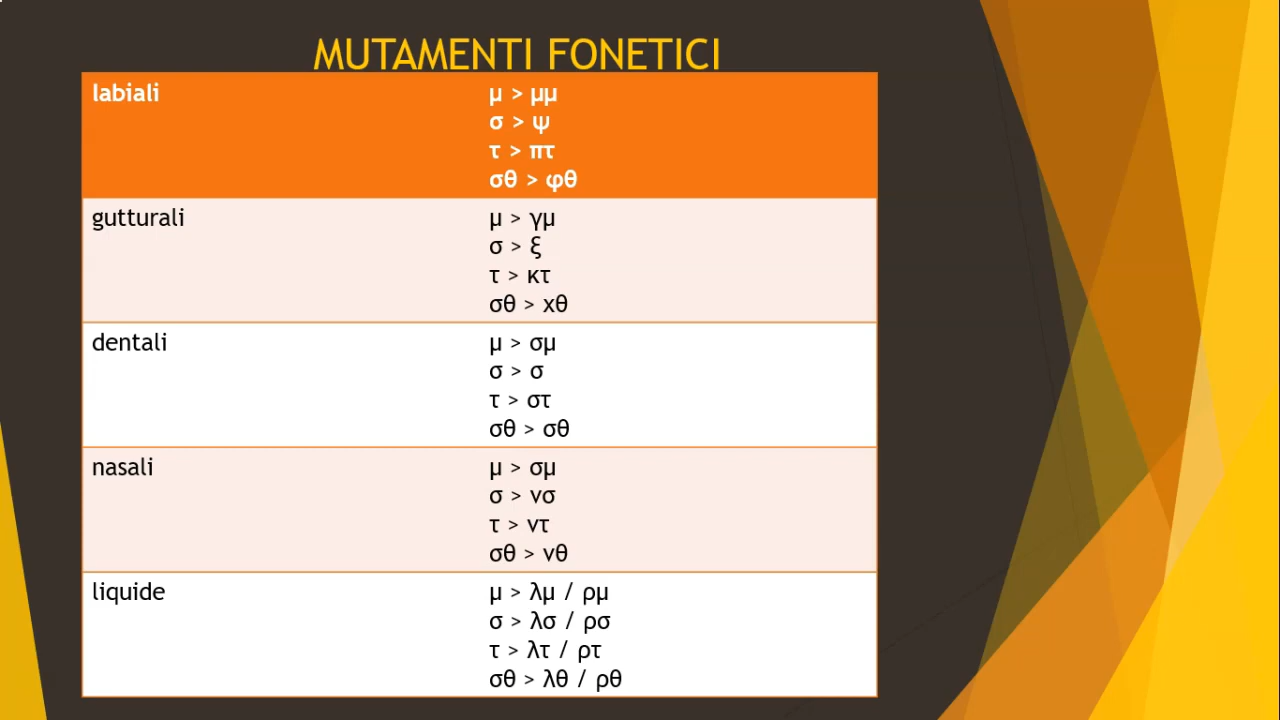 MUTAMENTI FONETICI
labiali
μ > μμ
σ > ψ
τ > πτ
σθ > φθ
gutturali
μ > γμ
σ > ξ
τ > κτ
σθ > χθ
dentali
μ > σμ
σ > σ
τ > στ
σθ > σθ
nasali
μ > σμ
σ > νσ
τ > ντ
σθ > νθ
liquide
μ > λμ / ρμ
σ > λσ / ρσ
τ > λτ / ρτ
σθ > λθ / ρθ